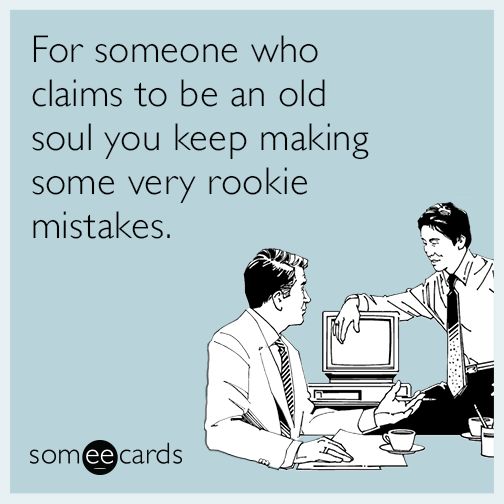 For someone who
claims to be an old
soul you keep making
some very rookie
mistakes.
someecards